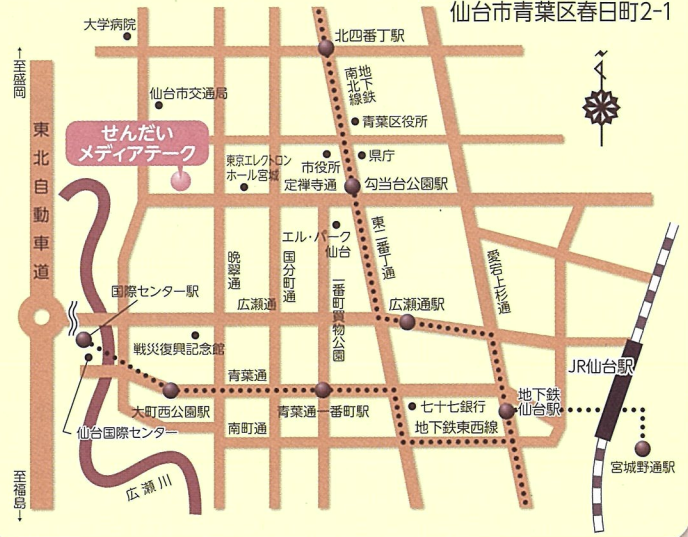 仙台市青葉区春日町2-1
大学病院
北四番丁駅
←至盛岡
地下鉄
南北線
仙台市交通局
青葉区役所
せんだい
メディアテーク
東北自動車道
東京エレクトロン
ホール宮城
市役所
県庁
定禅寺通
勾当台公園駅
エル・パーク
仙台
東二番丁通
晩翠通
国分町通
一番町買物公園
愛宕上杉通
国際センター駅
広瀬通
広瀬通駅
戦災復興記念館
青葉通
JR仙台駅
地下鉄
仙台駅
大町西公園駅
青葉通一番町駅
七十七銀行
地下鉄東西線
仙台国際センター
南町通
宮城野通駅
広瀬川
至福島→